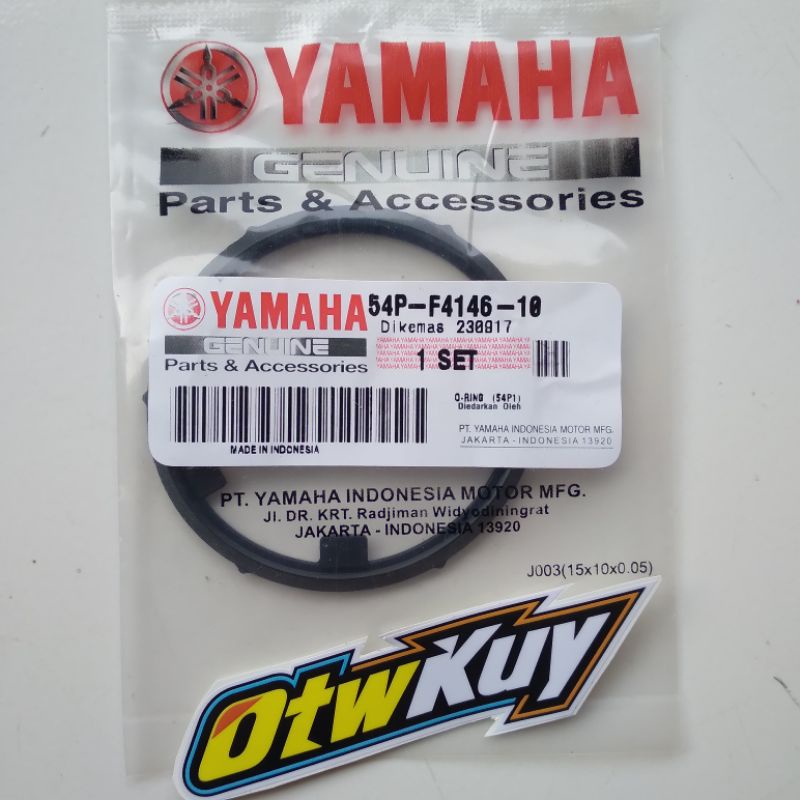 YAMAHA
GENUINE
Parts & Accessories
YAMAHA
GENUINE
Parts & Accessories
54P-F4146-10
Dikemas 230917
1 SET
MADE IN INDONESIA
O-RING (54P1)
Diedarkan Oleh
PT. YAMAHA INDONESIA MOTOR MFG.
JAKARTA - INDONESIA 13920
PT. YAMAHA INDONESIA MOTOR MFG.
Jl. DR. KRT. Radjiman Widyodiningrat
JAKARTA - INDONESIA 13920
J003(15x10x0.05)
OtwKuy